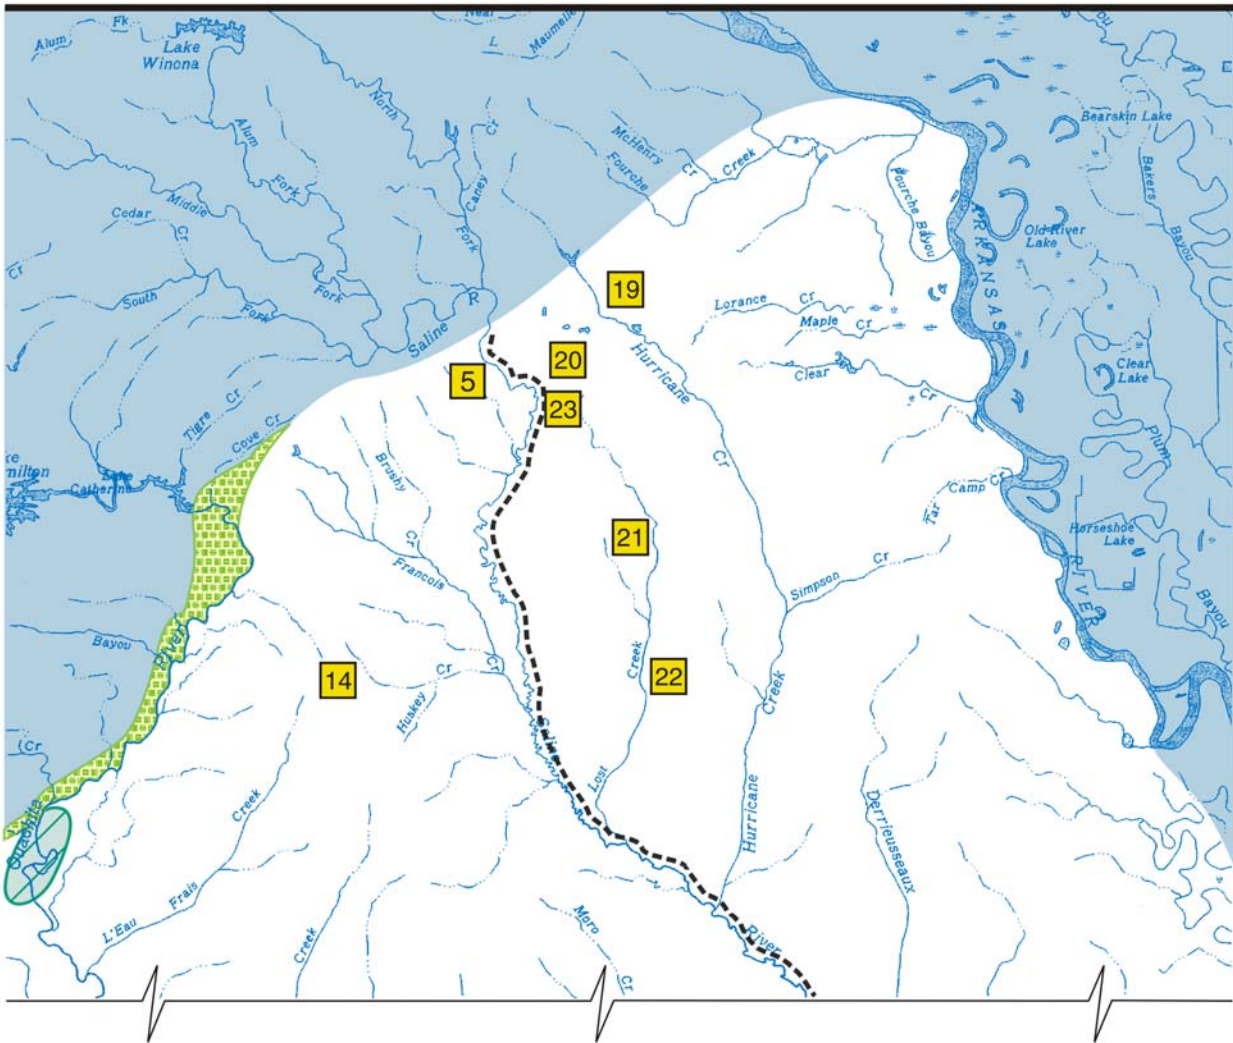 Near
Alum
Fk
Lake
Winona
L
Maumelle
North
Alum
Fork
McHenry
Cr
Creek
Fourche
Caney
Cr
Fork
Bearskin Lake
Bakers
Bayou
Fourche Bayou
Middle
Cedar
Cr
Fork
South
Fork
Saline
R
ARKANSAS
Old River
Lake
19
Lorance
Cr
Maple
Cr
Hurricane
Cr
20
5
23
Clear
Cr
Clear
Lake
Tigre
Cr
Cove
Cr
Lake
Catherine
Brushy
Cr
Plum
Tar
Camp
Cr
21
Francois
Horseshoe
Lake
RIVER
Simpson
Cr
Bayou
Bayou
River
14
Cr
Huskey
Creek
22
Creek
Saline
Lost
Hurricane
Derrieusseaux
Ouachita
Creek
L'Eau
Frais
Creek
Moro
Cr
River